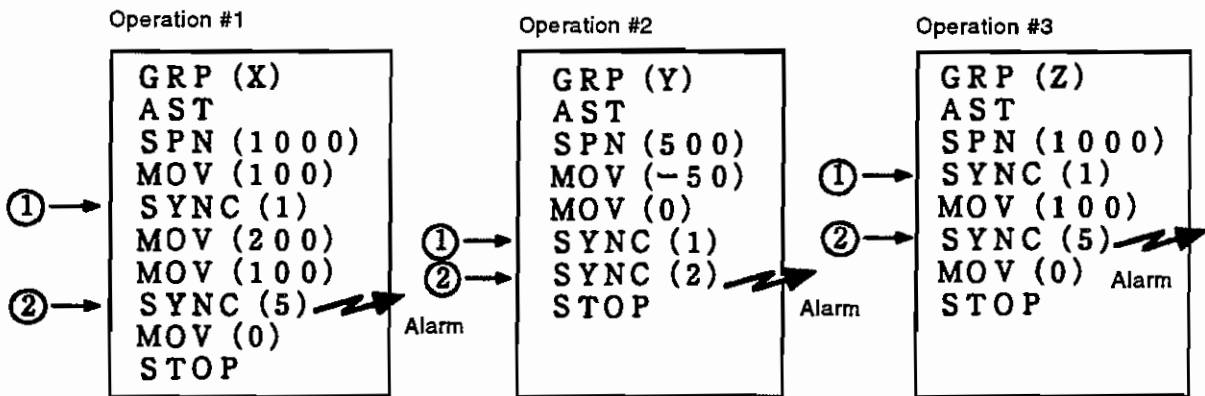 Operation #1
GRP (X)
AST
SPN (1000)
MOV (100)
① SYNC (1)
MOV (200)
MOV (100)
② SYNC (5)
Alarm
MOV (0)
STOP
Operation #2
GRP (Y)
AST
SPN (500)
MOV (-50)
MOV (0)
① SYNC (1)
② SYNC (2)
Alarm
STOP
Operation #3
GRP (Z)
AST
SPN (1000)
① SYNC (1)
MOV (100)
② SYNC (5)
Alarm
MOV (0)
STOP